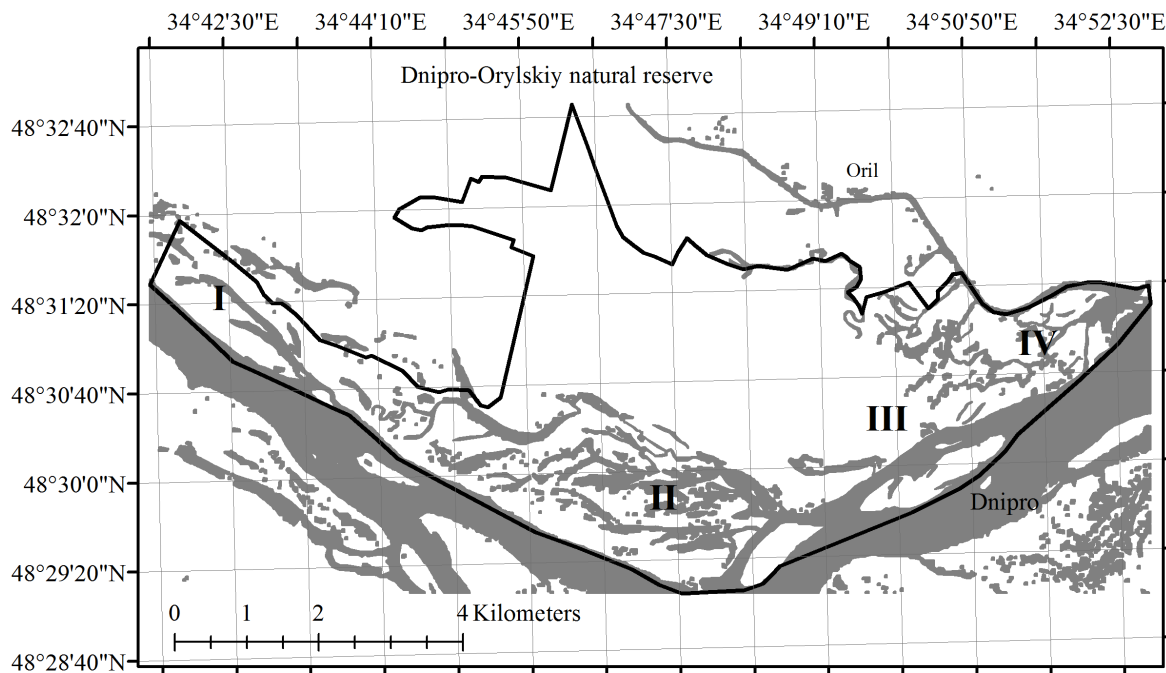 34°42'30"E 34°44'10"E 34°45'50"E 34°47'30"E 34°49'10"E 34°50'50"E 34°52'30"E
Dnipro-Orylskiy natural reserve
48°32'40"N
Oril
48°32'0"N
I
48°31'20"N
IV
48°30'40"N
III
48°30'0"N
II
Dnipro
48°29'20"N
0 1 2 4 Kilometers
48°28'40"N